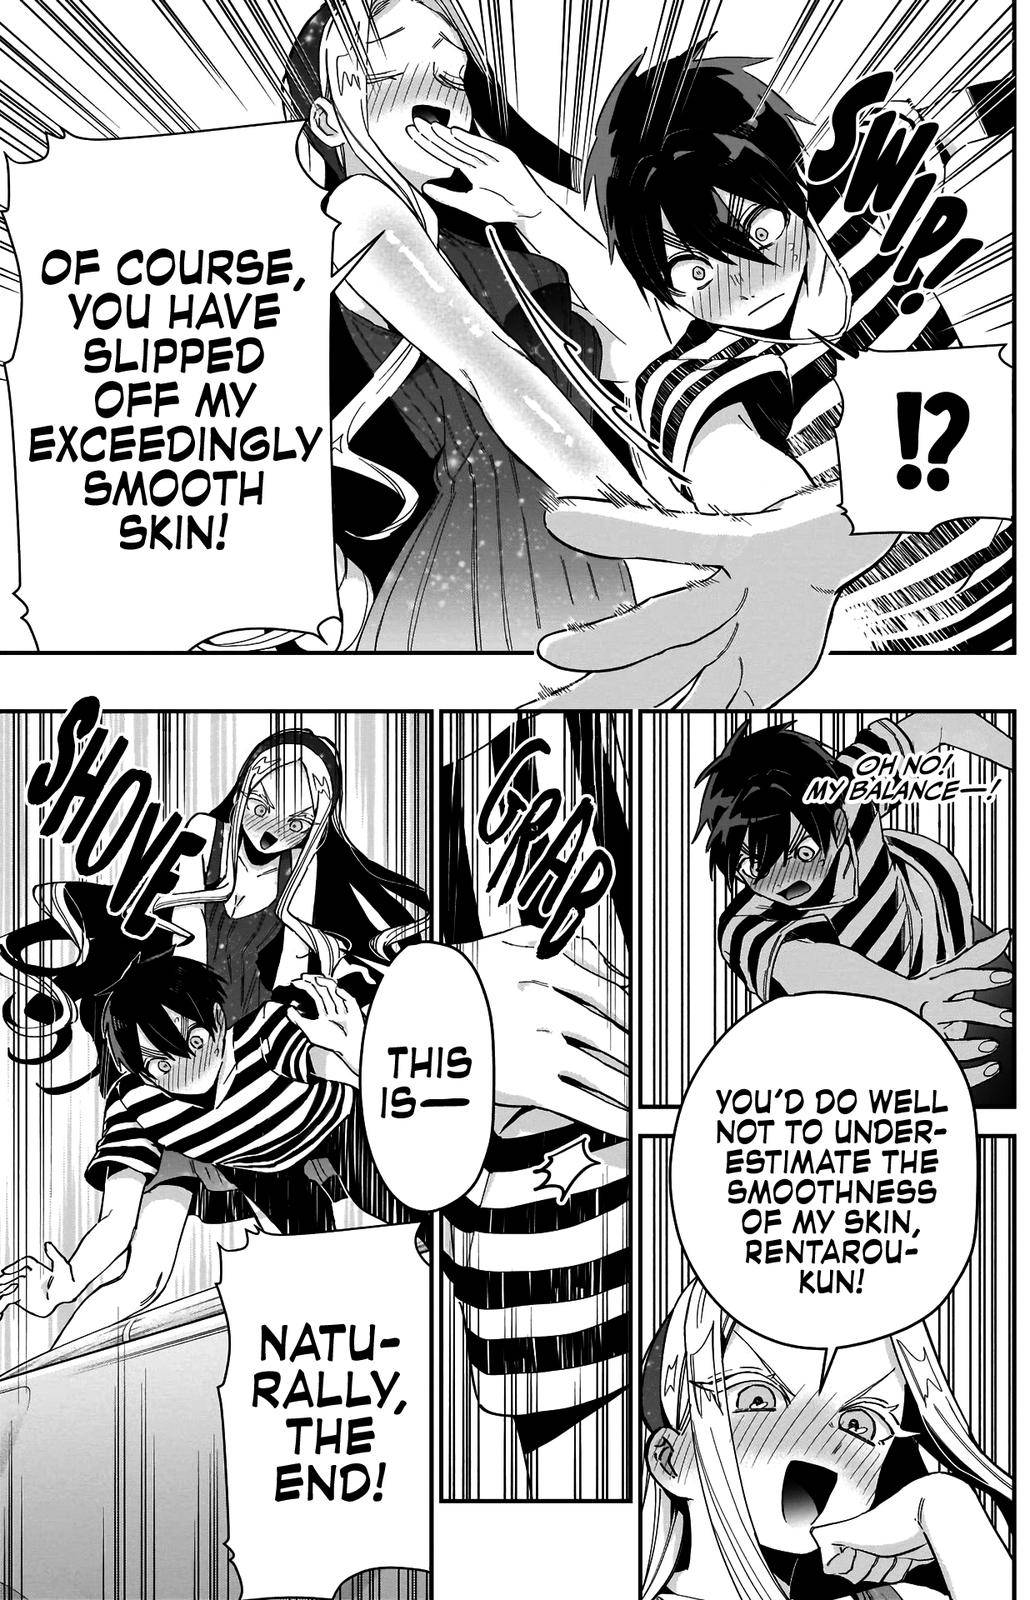 SWIP!
!?
OF COURSE,
YOU HAVE
SLIPPED
OFF MY
EXCEEDINGLY
SMOOTH
SKIN!
OH NO!
MY BALANCE—!
YOU'D DO WELL
NOT TO UNDER-
ESTIMATE THE
SMOOTHNESS
OF MY SKIN,
RENTAROU-
KUN!
GRAB
THIS
IS—
SHOVE
NATU-
RALLY,
THE
END!